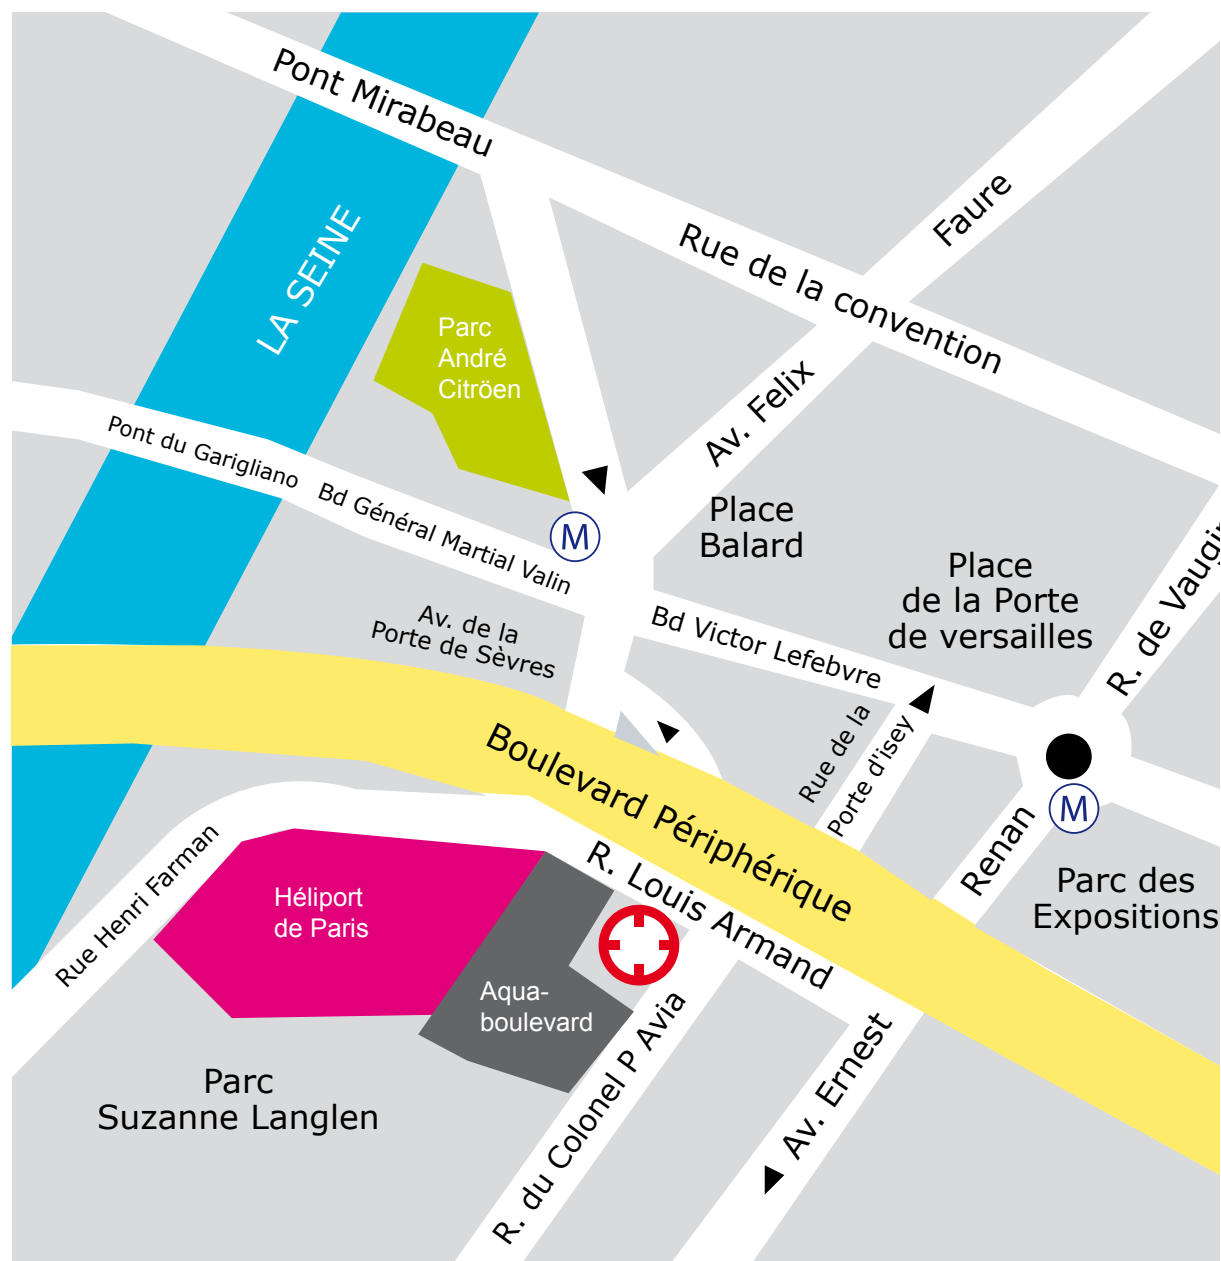 Pont Mirabeau
Faure
LA SEINE
Rue de la convention
Parc
André
Citröen
Av. Felix
Pont du Garigliano
Bd Général Martial Valin
M
Place
Balard
Place
de la Porte
de versailles
R. de Vaugir
Av. de la
Porte de Sèvres
Bd Victor Lefebvre
Rue de la
Porte d'isey
Boulevard Périphérique
M
Renan
Rue Henri Farman
R. Louis Armand
Héliport
de Paris
Parc des
Expositions
Aqua-
boulevard
R. du Colonel P Avia
Av. Ernest
Parc
Suzanne Langlen